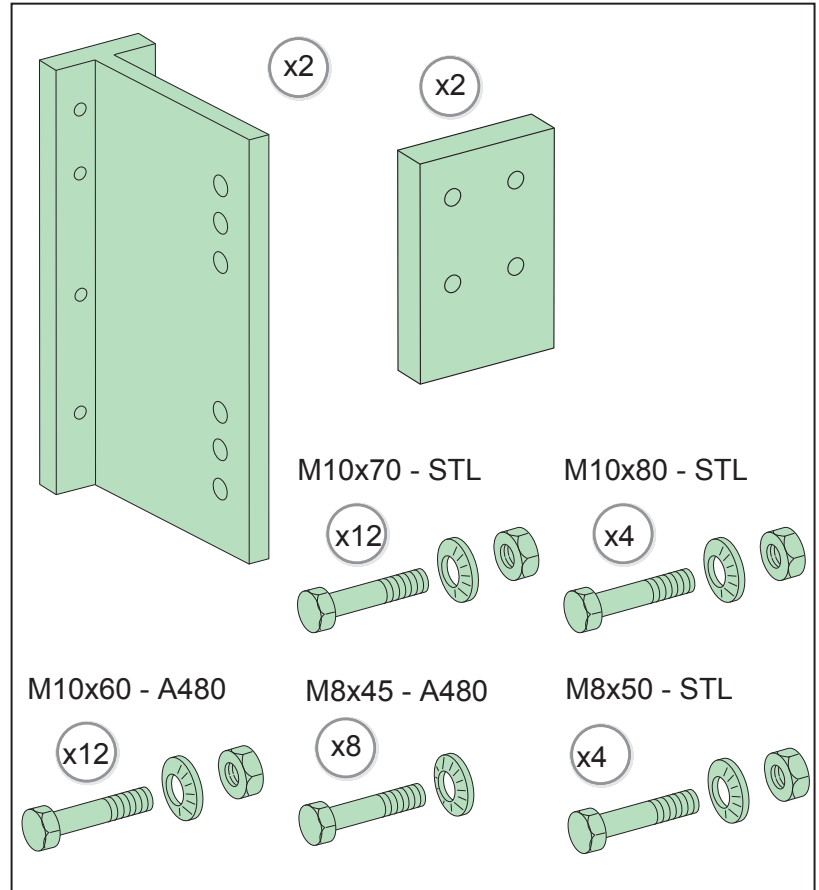 x2
x2
M10x70 - STL
M10x80 - STL
x12
x4
M10x60 - A480
M8x45 - A480
M8x50 - STL
x12
x8
x4